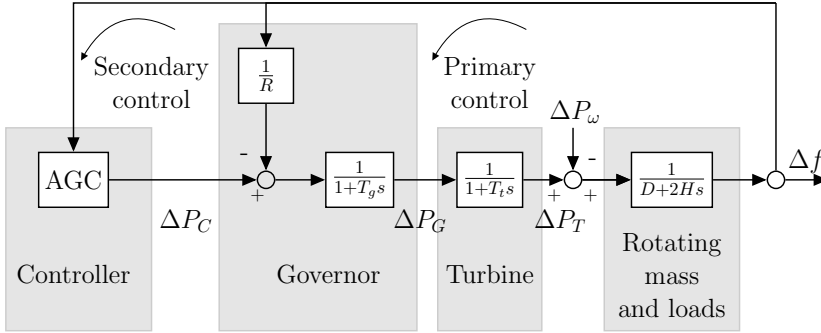 Secondary
control
1
R
Primary
control
ΔP_ω
AGC
-
+
1
1+T_g s
1
1+T_t s
+
-
+
1
D+2Hs
Δf
ΔP_C
ΔP_G
ΔP_T
Controller
Governor
Turbine
Rotating
mass
and loads